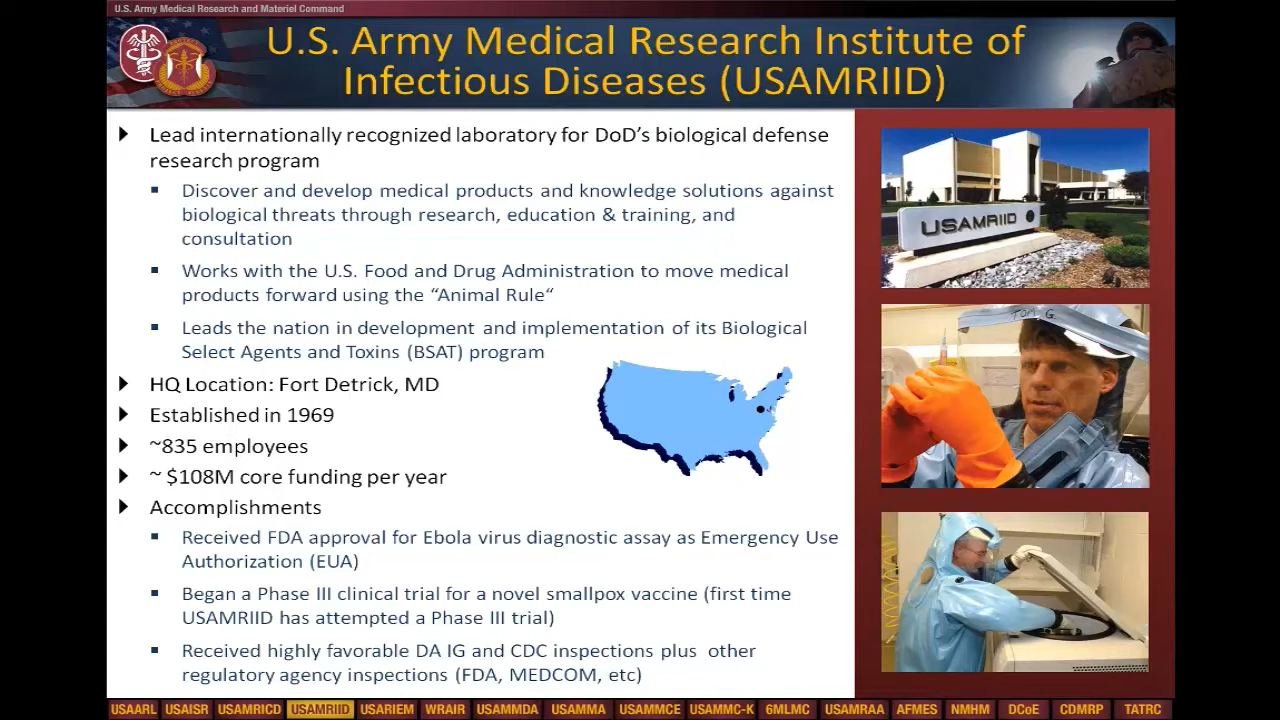 U.S. Army Medical Research and Materiel Command
U.S. Army Medical Research Institute of
Infectious Diseases (USAMRIID)
Lead internationally recognized laboratory for DoD's biological defense
research program
Discover and develop medical products and knowledge solutions against
biological threats through research, education & training, and
consultation
Works with the U.S. Food and Drug Administration to move medical
products forward using the “Animal Rule“
Leads the nation in development and implementation of its Biological
Select Agents and Toxins (BSAT) program
HQ Location: Fort Detrick, MD
Established in 1969
~835 employees
~ $108M core funding per year
Accomplishments
Received FDA approval for Ebola virus diagnostic assay as Emergency Use
Authorization (EUA)
Began a Phase III clinical trial for a novel smallpox vaccine (first time
USAMRIID has attempted a Phase III trial)
Received highly favorable DA IG and CDC inspections plus other
regulatory agency inspections (FDA, MEDCOM, etc)
USAMRIID
TOM G.
USAARL USAISR USAMRICD USAMRIID USARIEM WRAIR USAMMDA USAMMA USAMMCE USAMMC-K 6MLMC USAMRAA AFMES NMHM DCoE CDMRP TATRC